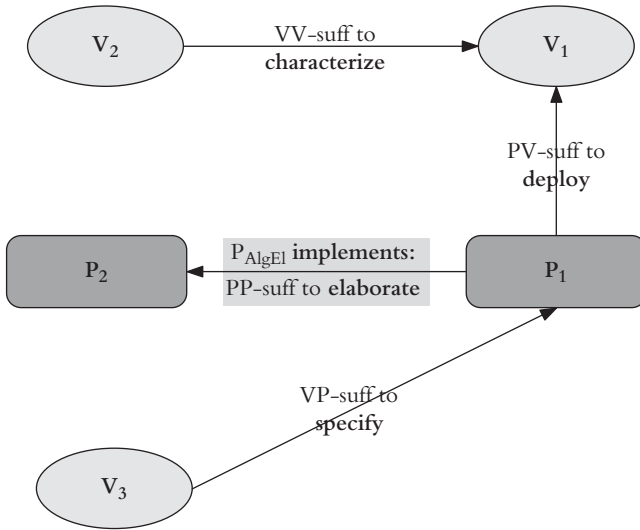 V₂
VV-suff to
characterize
V₁
PV-suff to
deploy
P₂
P_AlgEl implements:
PP-suff to elaborate
P₁
VP-suff to
specify
V₃